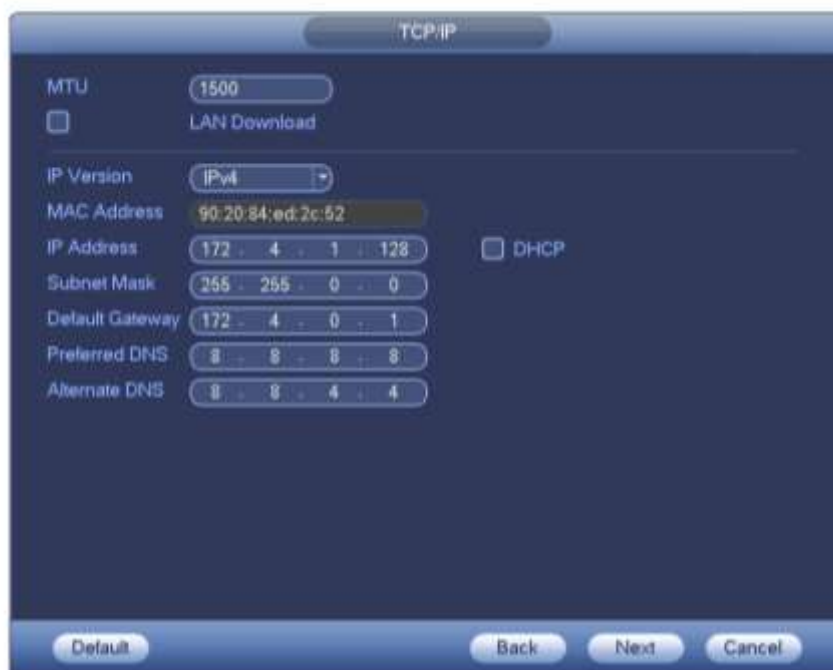 TCP/IP
MTU 1500
LAN Download
IP Version IPv4
MAC Address 90:20:84:ed:2c:52
IP Address 172 . 4 . 1 . 128 DHCP
Subnet Mask 255 . 255 . 0 . 0
Default Gateway 172 . 4 . 0 . 1
Preferred DNS 8 . 8 . 8 . 8
Alternate DNS 8 . 8 . 4 . 4
Default Back Next Cancel